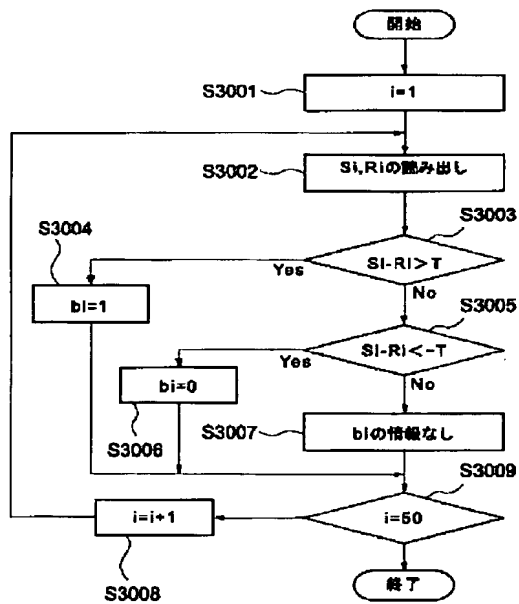 開始
S3001
i=1
S3002
Si,Riの読み出し
S3003
Si-Ri>T
Yes
No
S3004
bi=1
S3005
Si-Ri<-T
Yes
No
bi=0
S3006
S3007
biの情報なし
S3009
i=50
i=i+1
S3008
終了